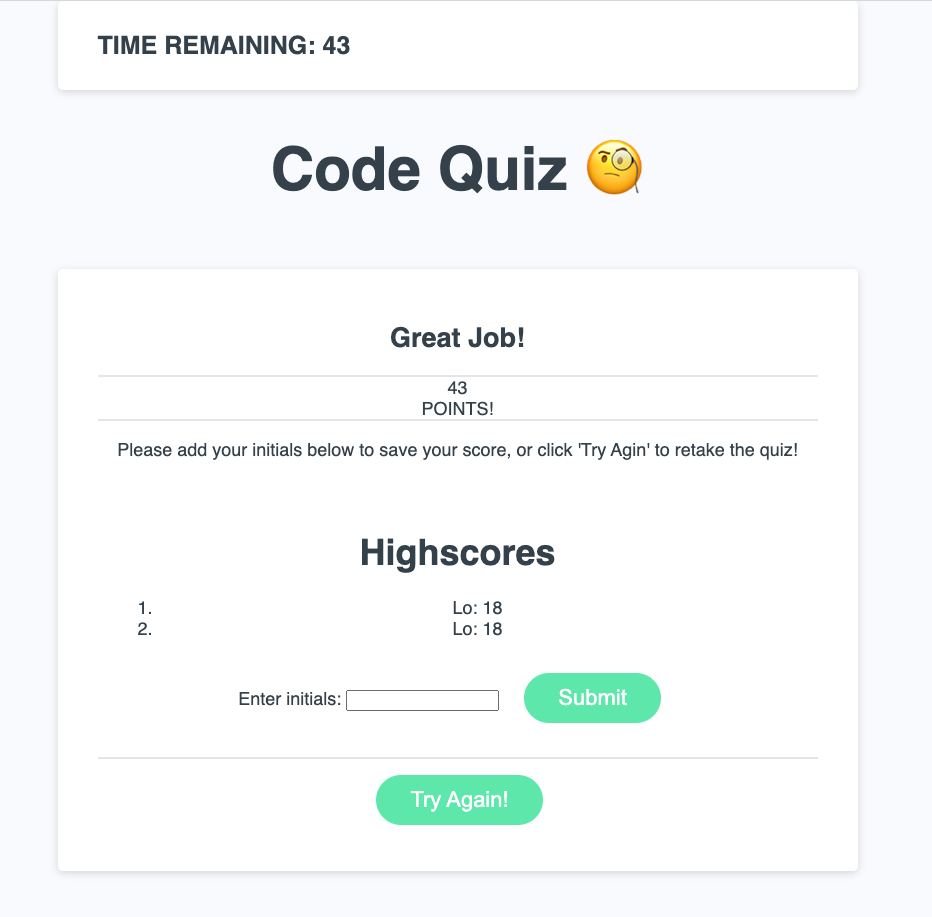 TIME REMAINING: 43
Code Quiz 🧐
Great Job!
43
POINTS!
Please add your initials below to save your score, or click 'Try Agin' to retake the quiz!
Highscores
1. Lo: 18
2. Lo: 18
Enter initials: Submit
Try Again!